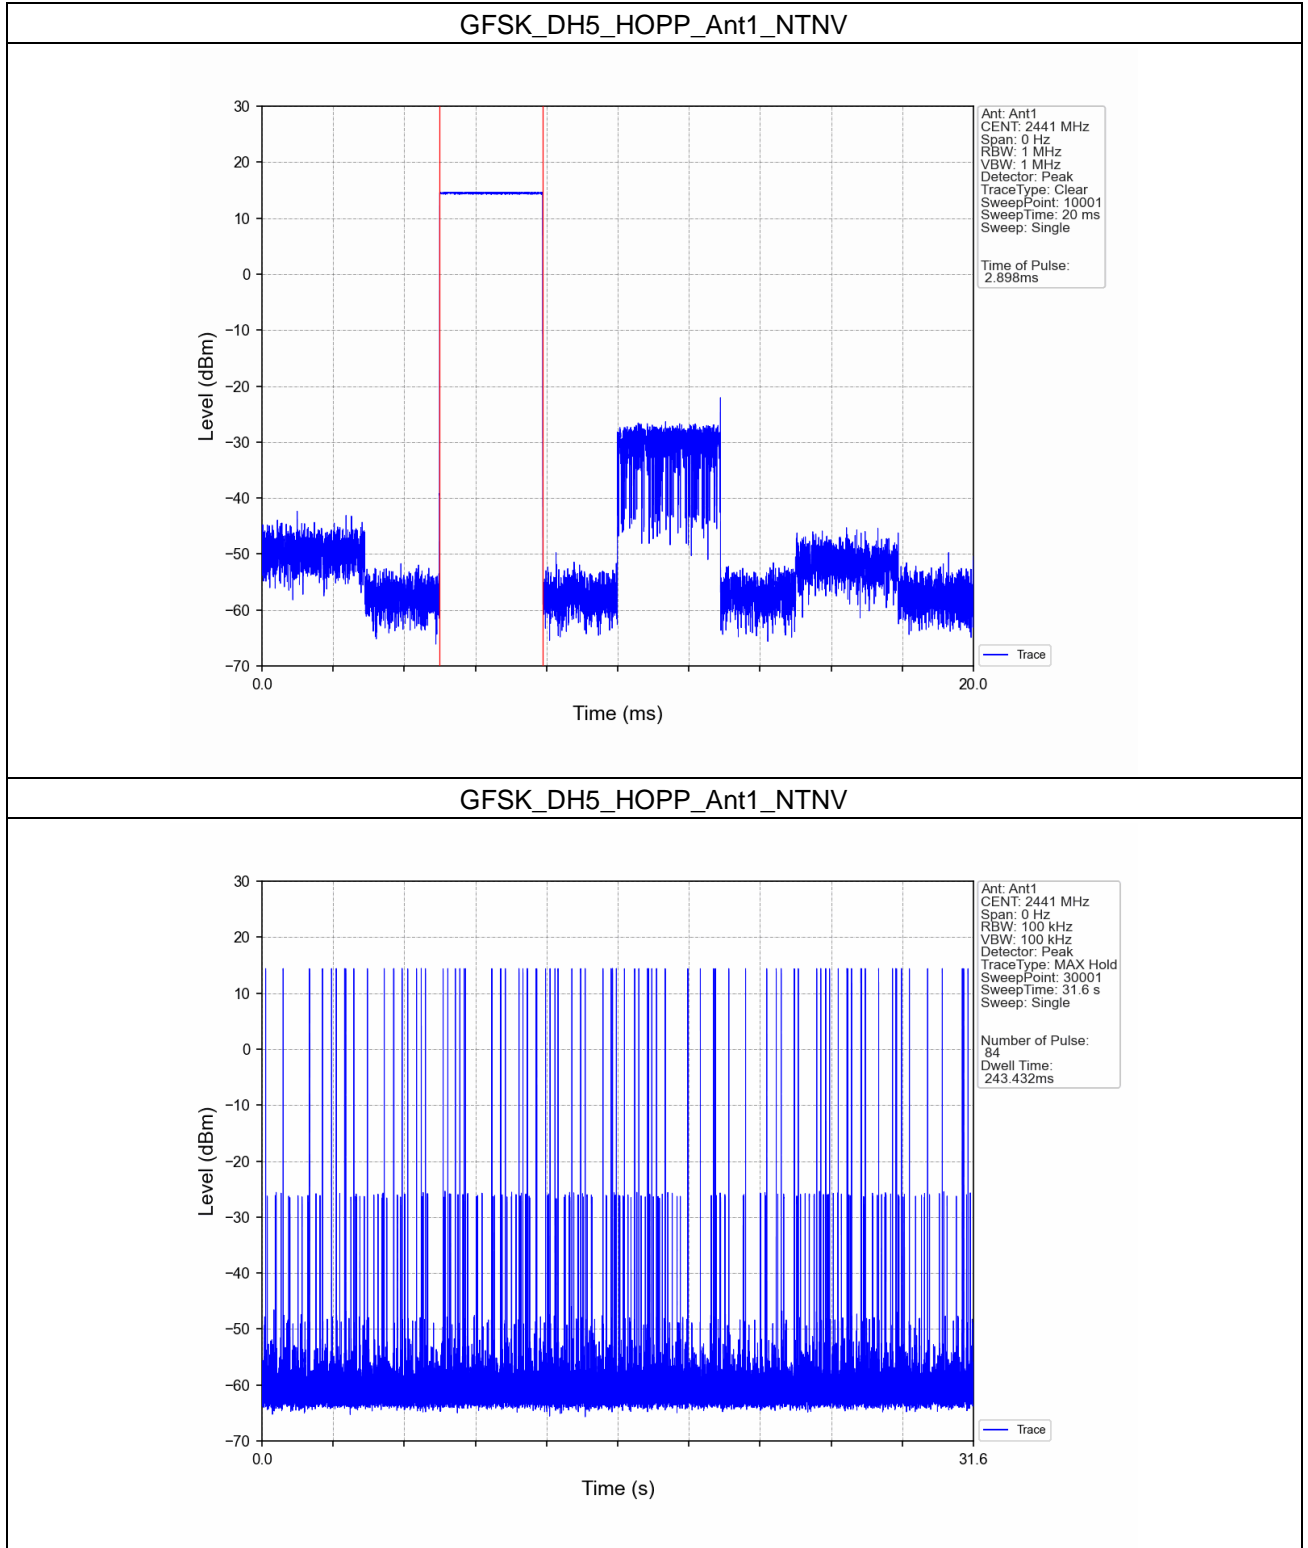 GFSK_DH5_HOPP_Ant1_NTNV
30
20
10
0
−10
−20
−30
−40
−50
−60
−70
Level (dBm)
0.0
20.0
Time (ms)
Ant: Ant1
CENT: 2441 MHz
Span: 0 Hz
RBW: 1 MHz
VBW: 1 MHz
Detector: Peak
TraceType: Clear
SweepPoint: 10001
SweepTime: 20 ms
Sweep: Single
Time of Pulse:
2.898ms
Trace
GFSK_DH5_HOPP_Ant1_NTNV
30
20
10
0
−10
−20
−30
−40
−50
−60
−70
Level (dBm)
0.0
31.6
Time (s)
Ant: Ant1
CENT: 2441 MHz
Span: 0 Hz
RBW: 100 kHz
VBW: 100 kHz
Detector: Peak
TraceType: MAX Hold
SweepPoint: 30001
SweepTime: 31.6 s
Sweep: Single
Number of Pulse:
84
Dwell Time:
243.432ms
Trace